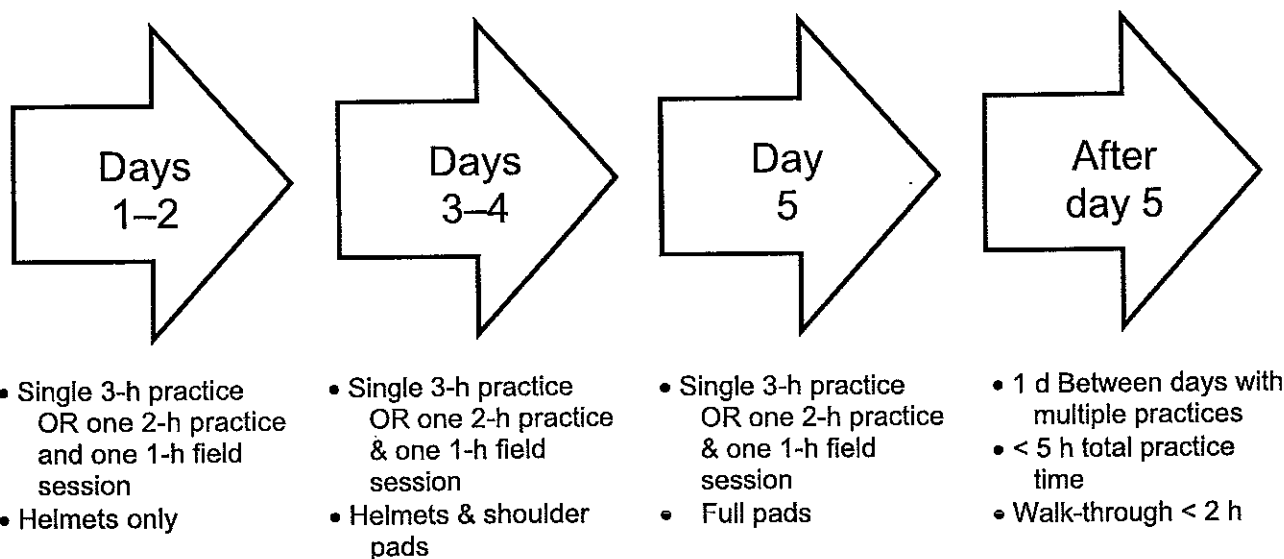 Days
1–2
Days
3–4
Day
5
After
day 5
• Single 3-h practice
OR one 2-h practice
and one 1-h field
session
• Helmets only
• Single 3-h practice
OR one 2-h practice
& one 1-h field
session
• Helmets & shoulder
pads
• Single 3-h practice
OR one 2-h practice
& one 1-h field
session
• Full pads
• 1 d Between days with
multiple practices
• < 5 h total practice
time
• Walk-through < 2 h